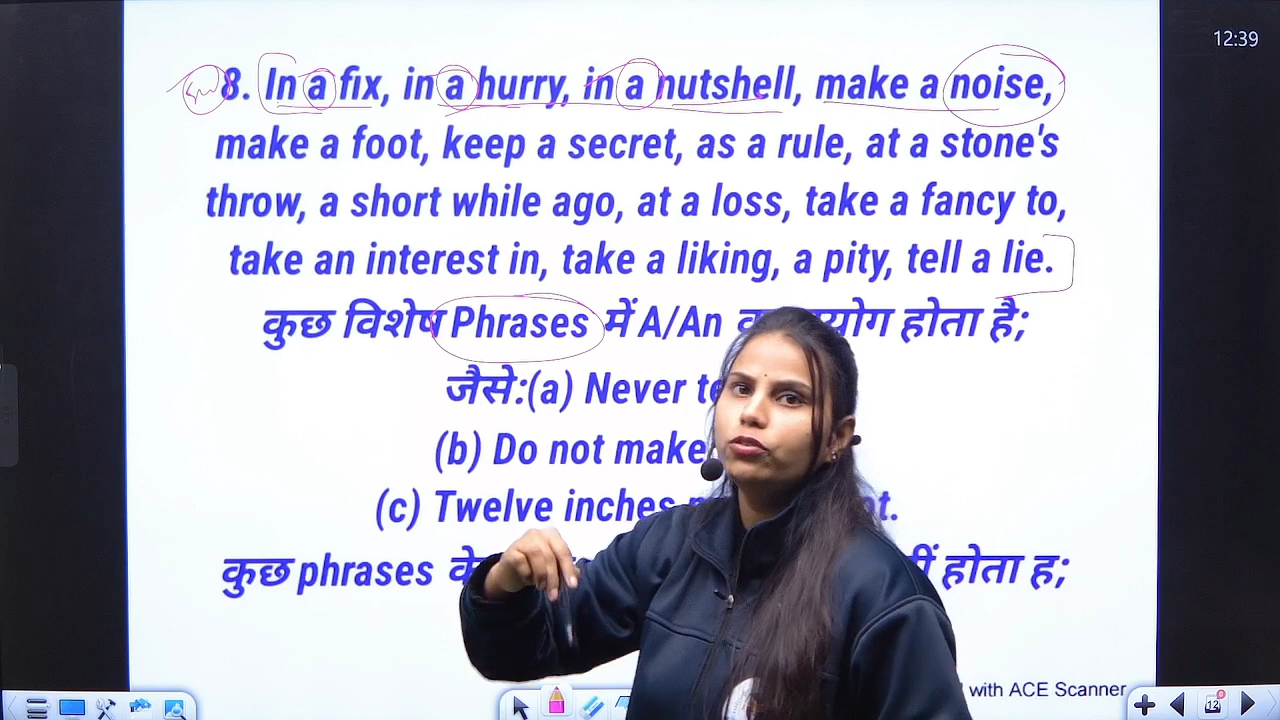 12:39
8. In a fix, in a hurry, in a nutshell, make a noise,
make a foot, keep a secret, as a rule, at a stone's
throw, a short while ago, at a loss, take a fancy to,
take an interest in, take a liking, a pity, tell a lie.
कुछ विशेष Phrases में A/An होता है;
जैसे:(a) Never
(b) Do not make
(c) Twelve inches
कुछ phrases होता ह;
with ACE Scanner
12